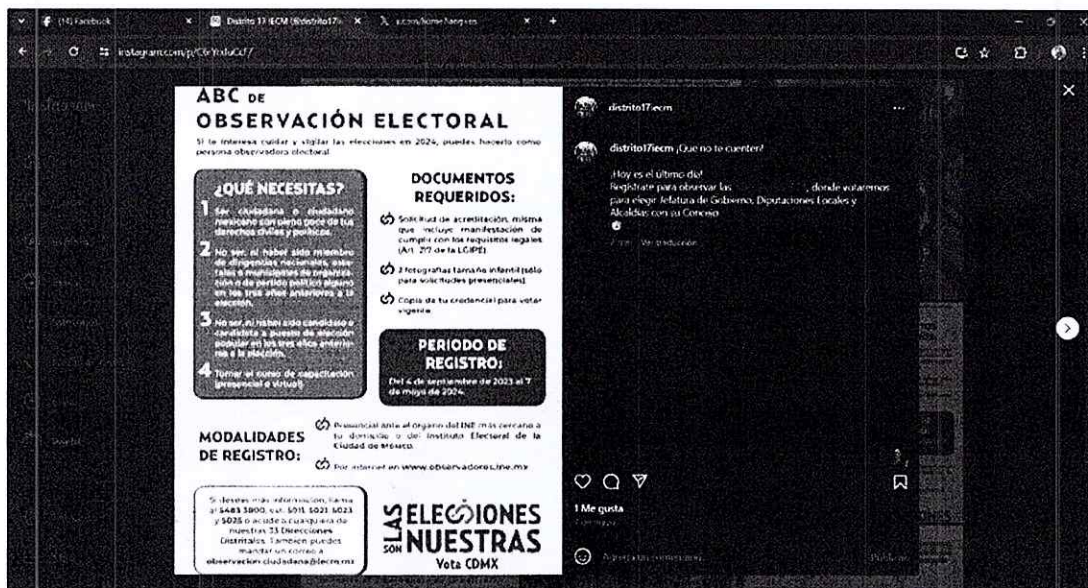 (14) Facebook
Distrito 17 IECM (@distrito17ie
ABC DE
OBSERVACIÓN ELECTORAL
Si te interesa cuidar y vigilar las elecciones en 2024, puedes hacerlo como
persona observadora electoral.
¿QUÉ NECESITAS?
1 Ser ciudadana o ciudadano
mexicano con pleno goce de tus
derechos civiles y políticos.
2 No ser, ni haber sido miembro
de dirigencias nacionales, esta-
tales o municipales de organiza-
ción o de partido político alguno
en los tres años anteriores a la
elección.
3 No ser, ni haber sido candidato o
candidata a puesto de elección
popular en los tres años anterio-
res a la elección.
4 Tomar el curso de capacitación
(presencial o virtual).
DOCUMENTOS
REQUERIDOS:
Solicitud de acreditación, misma
que incluye manifestación de
cumplir con los requisitos legales
(Art. 217 de la LGIPE).
2 fotografías tamaño infantil (sólo
para solicitudes presenciales).
Copia de tu credencial para votar
vigente.
PERIODO DE
REGISTRO:
Del 4 de septiembre de 2023 al 7
de mayo de 2024.
MODALIDADES
DE REGISTRO:
Presencial ante el órgano del INE más cercano a
tu domicilio o del Instituto Electoral de la
Ciudad de México.
Por internet en www.observadores.ine.mx
Si deseas más información, llama
al 5483 3800, ext. 5011, 5021, 5023
y 5025 o acude a cualquiera de
nuestras 33 Direcciones
Distritales. También puedes
mandar un correo a
observacion.ciudadana@iecm.mx
LAS ELECCIONES
SON NUESTRAS
Vota CDMX
distrito17iecm
distrito17iecm ¡Que no te cuenten!
¡Hoy es el último día!
Regístrate para observar las , donde votaremos
para elegir Jefatura de Gobierno, Diputaciones Locales y
Alcaldías con su Concejo
Ver traducción
1 Me gusta